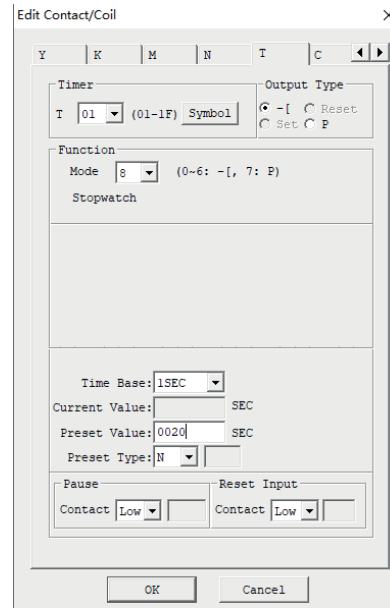 Edit Contact/Coil
Y K M N T C
Timer
T 01 (01-1F) Symbol
Output Type
-[ Reset
Set P
Function
Mode 8 (0~6: -[, 7: P)
Stopwatch
Time Base: 1SEC
Current Value: SEC
Preset Value: 0020 SEC
Preset Type: N
Pause
Contact Low
Reset Input
Contact Low
OK Cancel